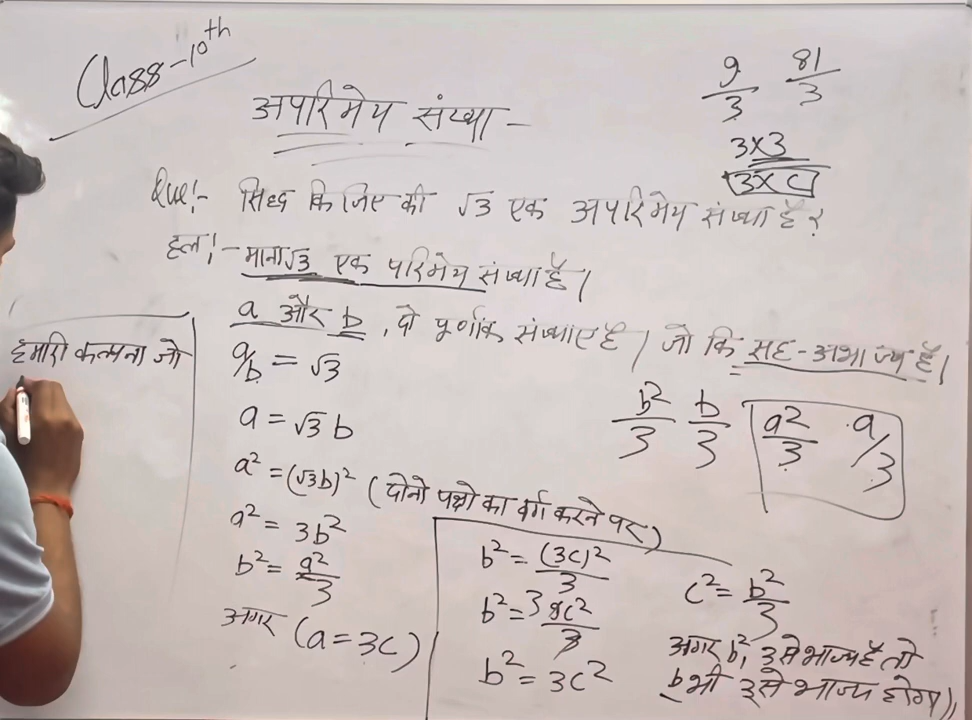 Class-10th
अपरिमेय संख्या -
9/3 81/3
3×3
3×C
Que!- सिद्ध किजिए की √3 एक अपरिमेय संख्या है ?
हल!- माना √3 एक परिमेय संख्या है।
a और b, दो पूर्णांक संख्याए है। जो कि सह-अभाज्य है।
हमारी कल्पना जो
a/b = √3
a = √3 b
a² = (√3b)² (दोनो पक्षो का वर्ग करने पर)
a² = 3b²
b² = a²/3
अगर (a = 3c)
b²/3 b/3 a²/3 a/3
b² = (3c)²/3
b² = 3 9c²/3
b² = 3c²
c² = b²/3
अगर b², 3 से भाज्य है तो
b भी 3 से भाज्य होगा।,